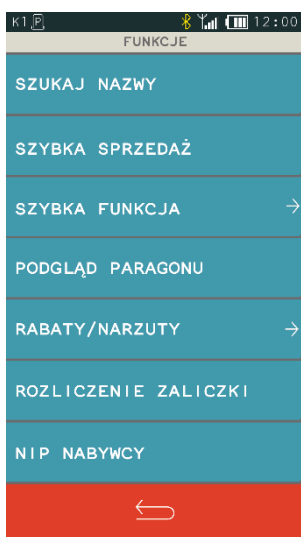 K1 P 12:00
FUNKCJE
SZUKAJ NAZWY
SZYBKA SPRZEDAŻ
SZYBKA FUNKCJA
PODGLĄD PARAGONU
RABATY/NARZUTY
ROZLICZENIE ZALICZKI
NIP NABYWCY